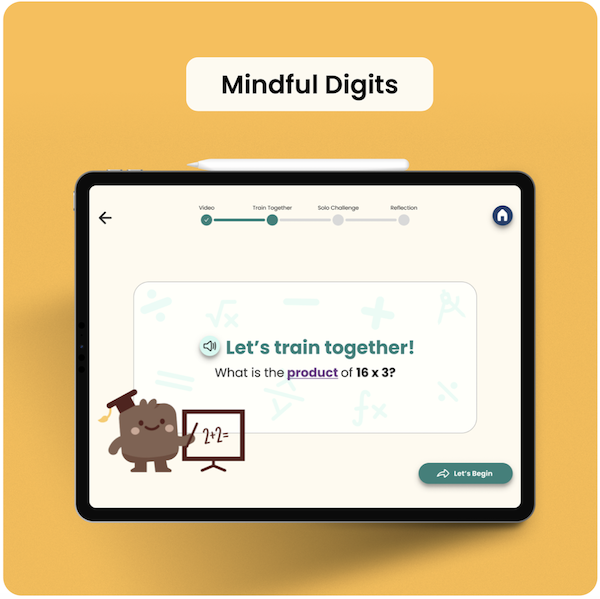 Mindful Digits
Video
Train Together
Solo Challenge
Reflection
Let's train together!
What is the product of 16 x 3?
2+2=
Let's Begin